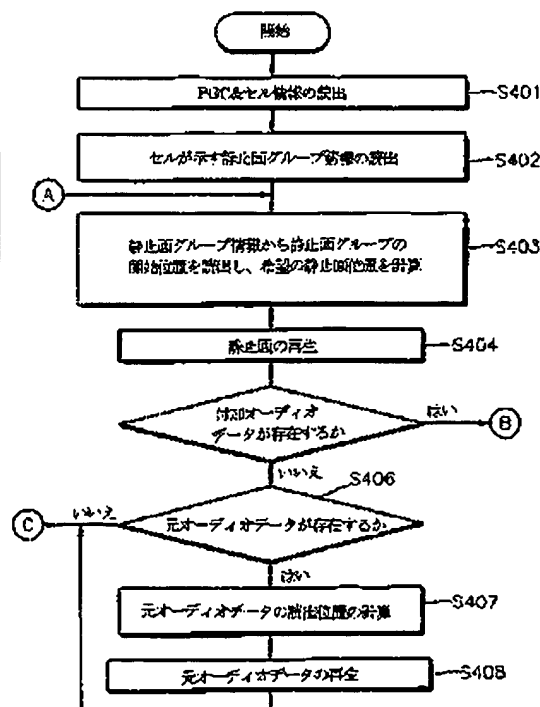 開始
PGC&セル情報の読出
S401
セルが示す静止画グループ情報の読出
S402
A
静止画グループ情報から静止画グループの
開始位置を読出し、希望の静止画位置を計算
S403
静止画の再生
S404
付加オーディオ
データが存在するか
はい
B
いいえ
S406
元オーディオデータが存在するか
いいえ
C
はい
元オーディオデータの読出位置の計算
S407
元オーディオデータの再生
S408